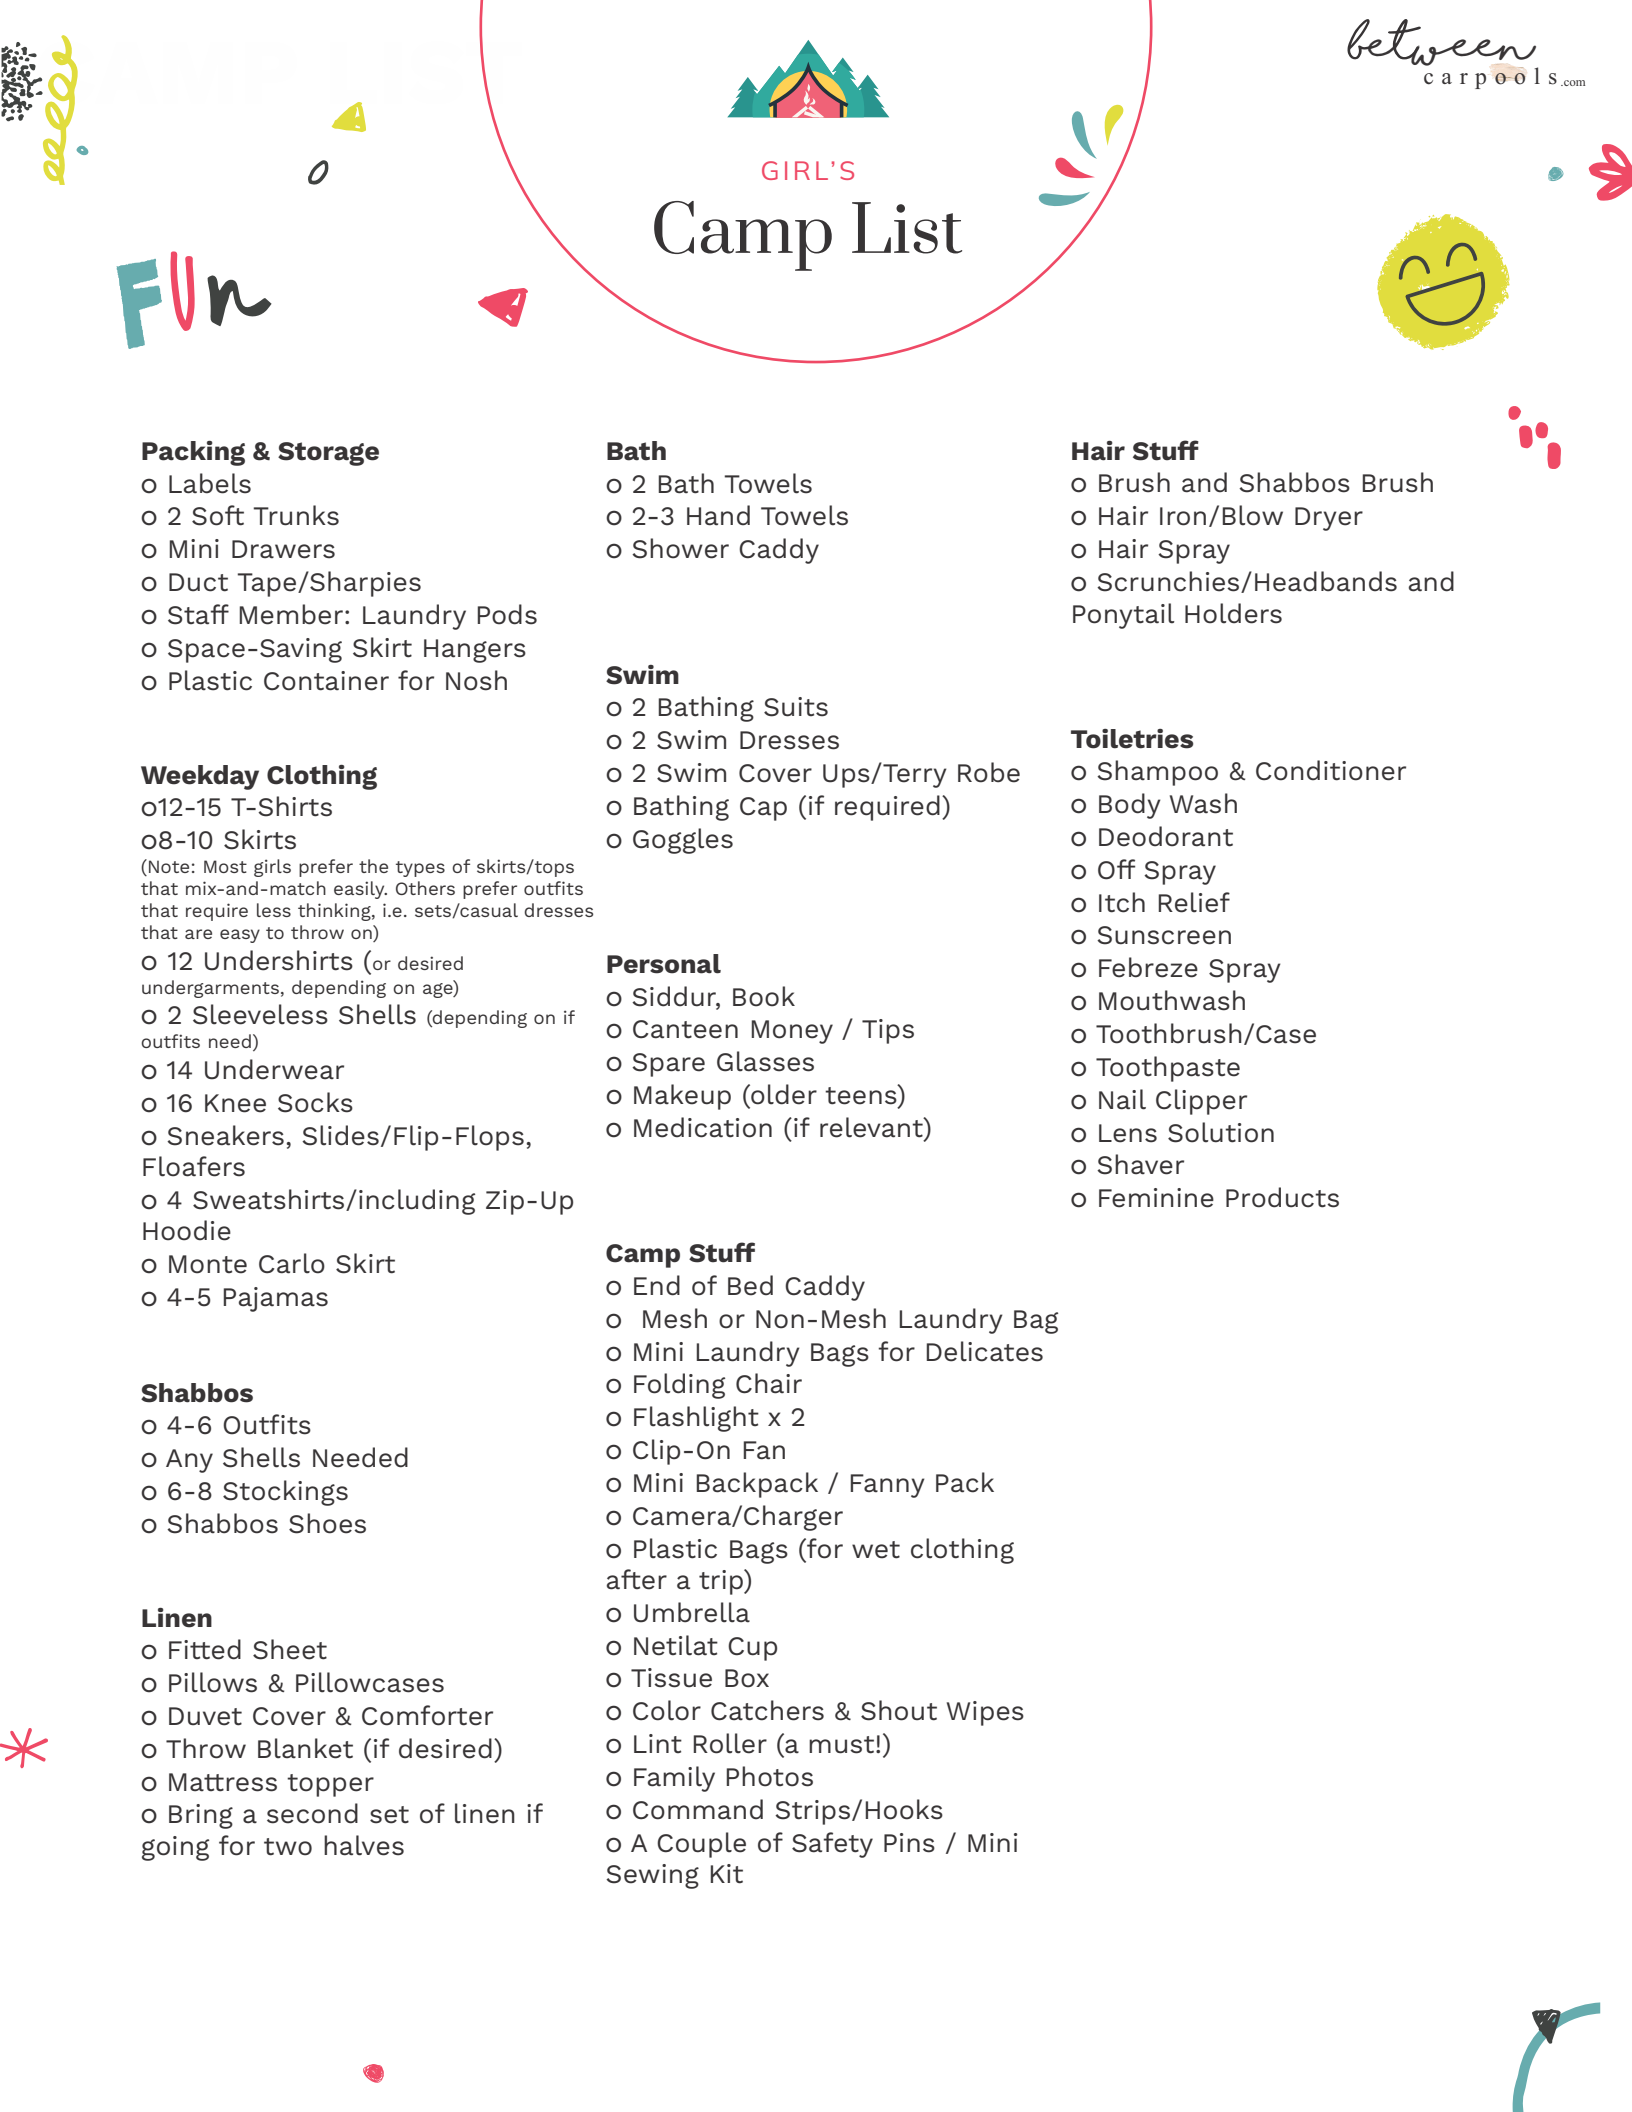 between
carpools.com
GIRL'S
Camp List
Fun
Packing & Storage
o Labels
o 2 Soft Trunks
o Mini Drawers
o Duct Tape/Sharpies
o Staff Member: Laundry Pods
o Space-Saving Skirt Hangers
o Plastic Container for Nosh
Weekday Clothing
o12-15 T-Shirts
o8-10 Skirts
(Note: Most girls prefer the types of skirts/tops
that mix-and-match easily. Others prefer outfits
that require less thinking, i.e. sets/casual dresses
that are easy to throw on)
o 12 Undershirts (or desired
undergarments, depending on age)
o 2 Sleeveless Shells (depending on if
outfits need)
o 14 Underwear
o 16 Knee Socks
o Sneakers, Slides/Flip-Flops,
Floafers
o 4 Sweatshirts/including Zip-Up
Hoodie
o Monte Carlo Skirt
o 4-5 Pajamas
Shabbos
o 4-6 Outfits
o Any Shells Needed
o 6-8 Stockings
o Shabbos Shoes
Linen
o Fitted Sheet
o Pillows & Pillowcases
o Duvet Cover & Comforter
o Throw Blanket (if desired)
o Mattress topper
o Bring a second set of linen if
going for two halves
Bath
o 2 Bath Towels
o 2-3 Hand Towels
o Shower Caddy
Swim
o 2 Bathing Suits
o 2 Swim Dresses
o 2 Swim Cover Ups/Terry Robe
o Bathing Cap (if required)
o Goggles
Personal
o Siddur, Book
o Canteen Money / Tips
o Spare Glasses
o Makeup (older teens)
o Medication (if relevant)
Camp Stuff
o End of Bed Caddy
o Mesh or Non-Mesh Laundry Bag
o Mini Laundry Bags for Delicates
o Folding Chair
o Flashlight x 2
o Clip-On Fan
o Mini Backpack / Fanny Pack
o Camera/Charger
o Plastic Bags (for wet clothing
after a trip)
o Umbrella
o Netilat Cup
o Tissue Box
o Color Catchers & Shout Wipes
o Lint Roller (a must!)
o Family Photos
o Command Strips/Hooks
o A Couple of Safety Pins / Mini
Sewing Kit
Hair Stuff
o Brush and Shabbos Brush
o Hair Iron/Blow Dryer
o Hair Spray
o Scrunchies/Headbands and
Ponytail Holders
Toiletries
o Shampoo & Conditioner
o Body Wash
o Deodorant
o Off Spray
o Itch Relief
o Sunscreen
o Febreze Spray
o Mouthwash
o Toothbrush/Case
o Toothpaste
o Nail Clipper
o Lens Solution
o Shaver
o Feminine Products